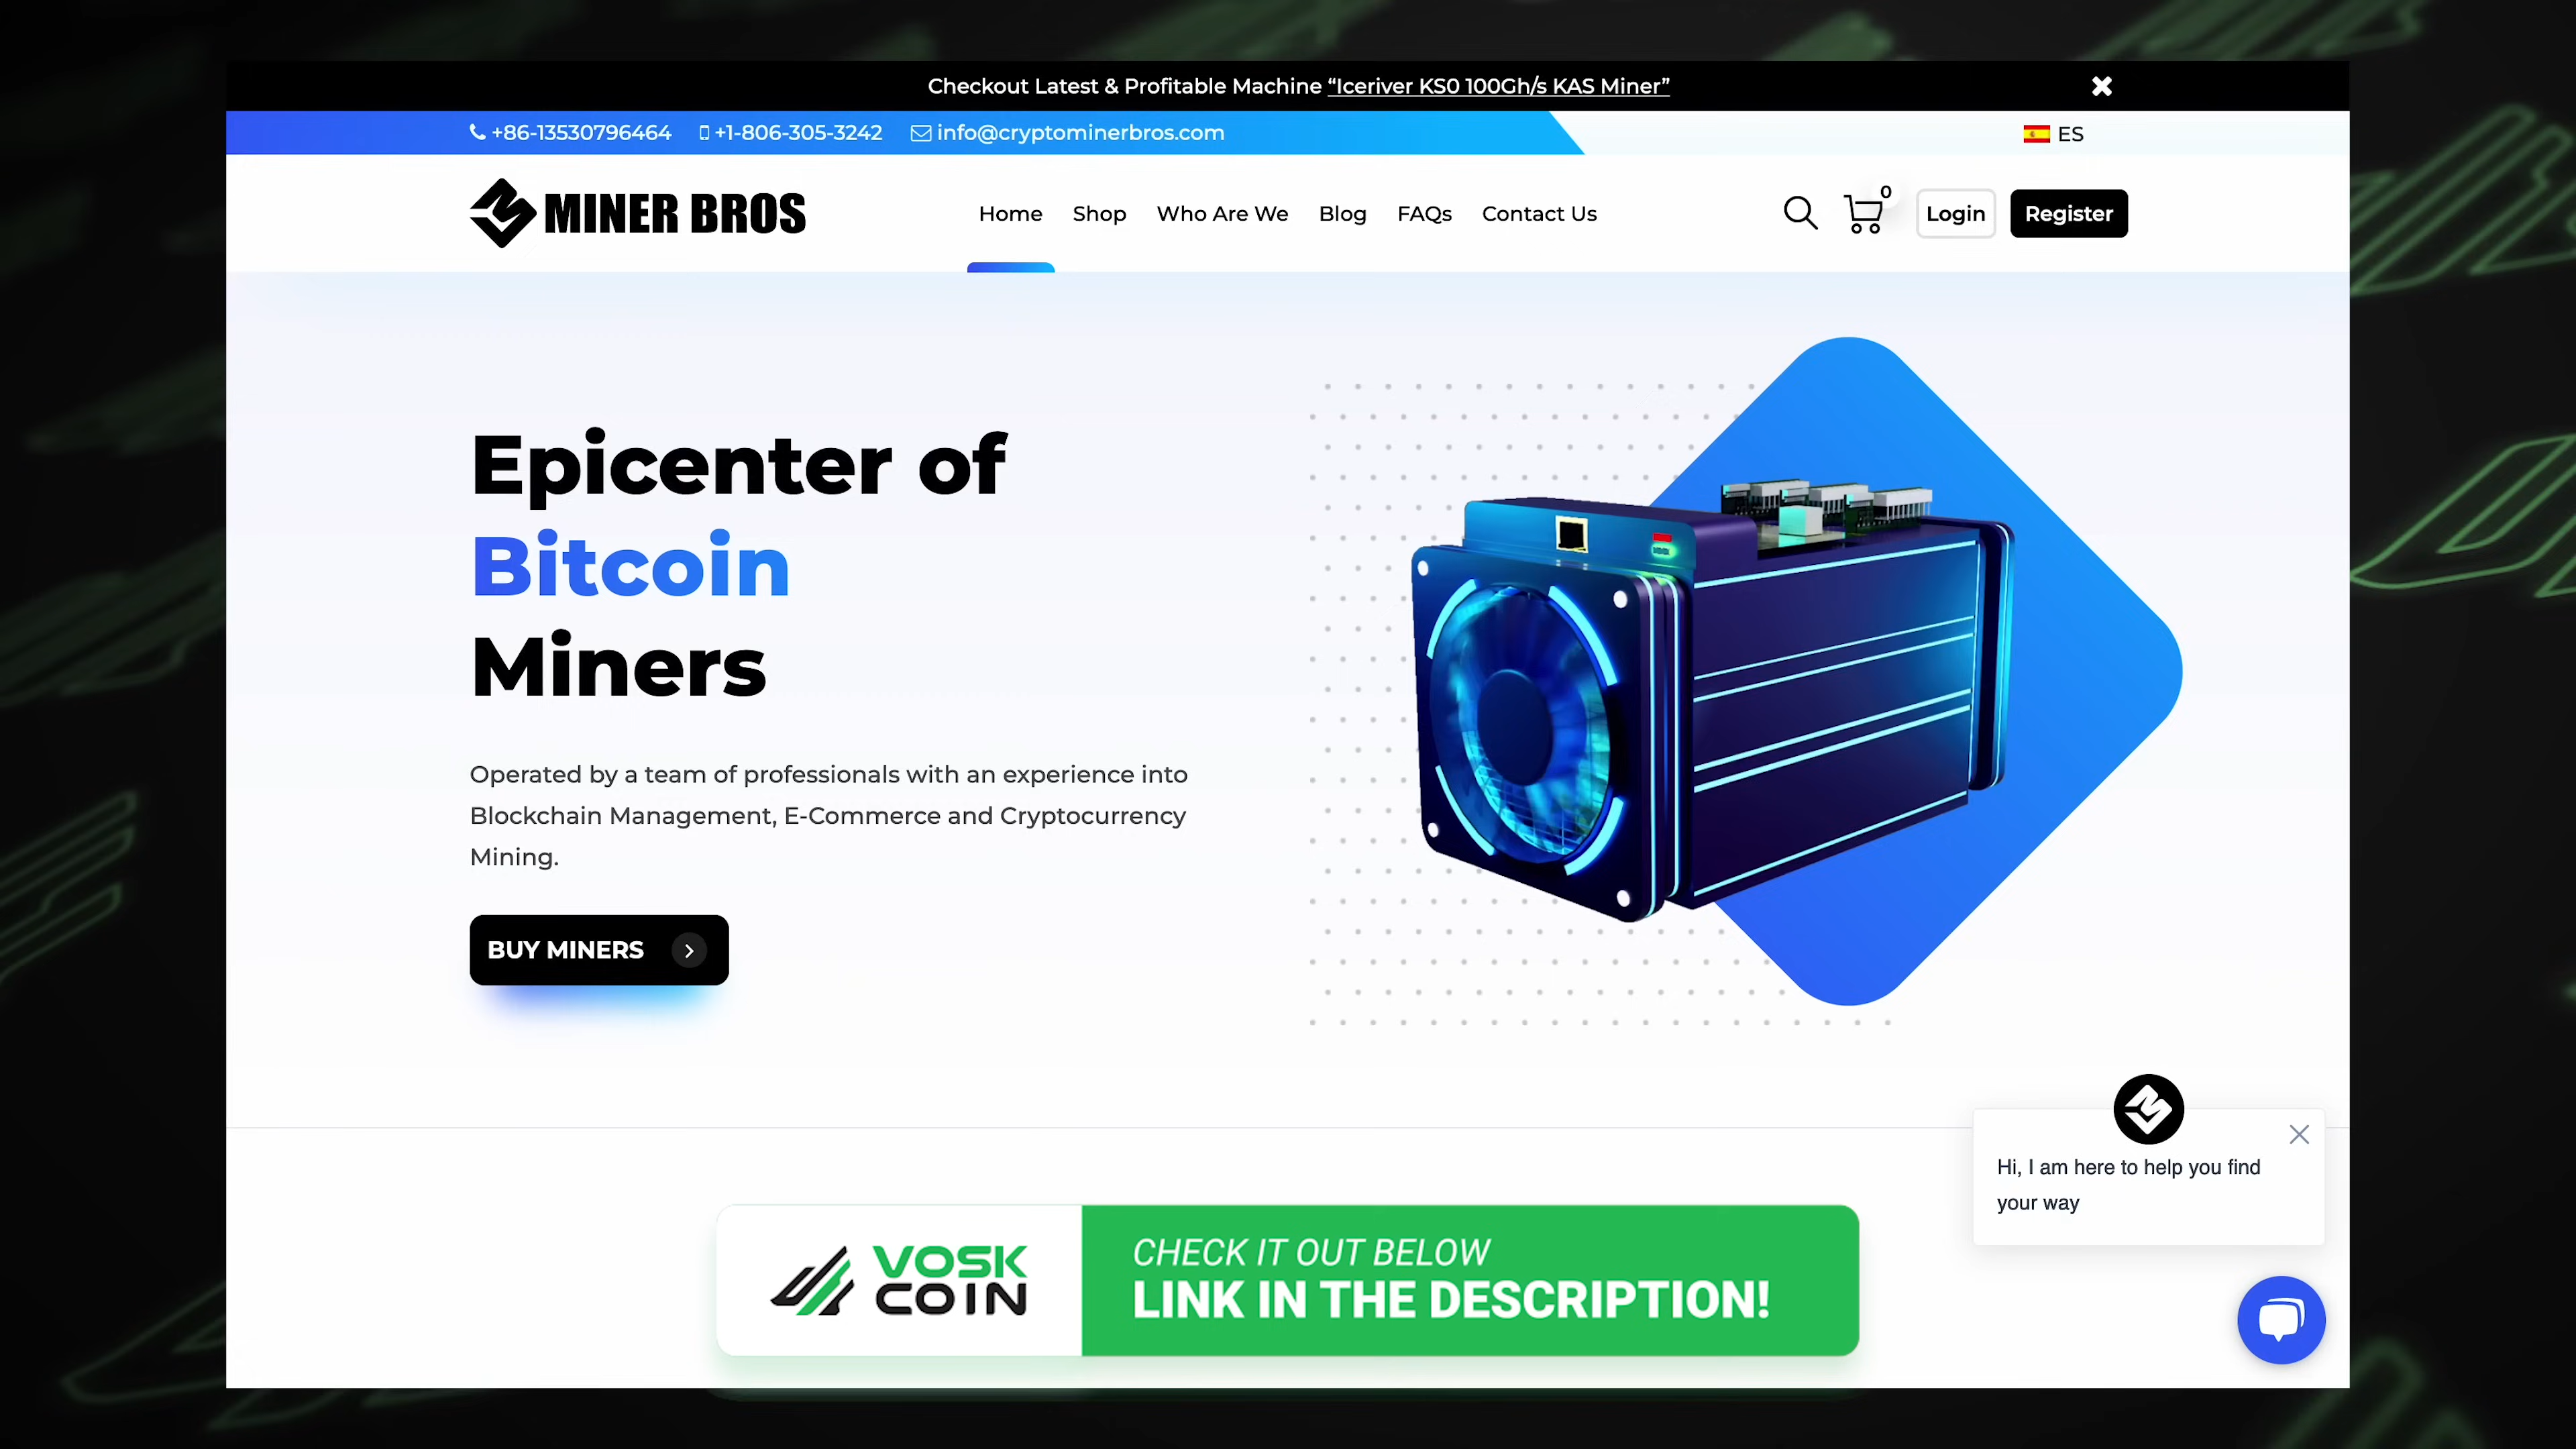 Checkout Latest & Profitable Machine “Iceriver KS0 100Gh/s KAS Miner”
+86-13530796464 +1-806-305-3242 info@cryptominerbros.com ES
MINER BROS Home Shop Who Are We Blog FAQs Contact Us 0 Login Register
Epicenter of
Bitcoin
Miners
Operated by a team of professionals with an experience into
Blockchain Management, E-Commerce and Cryptocurrency
Mining.
BUY MINERS
Hi, I am here to help you find
your way
VOSK
COIN
CHECK IT OUT BELOW
LINK IN THE DESCRIPTION!